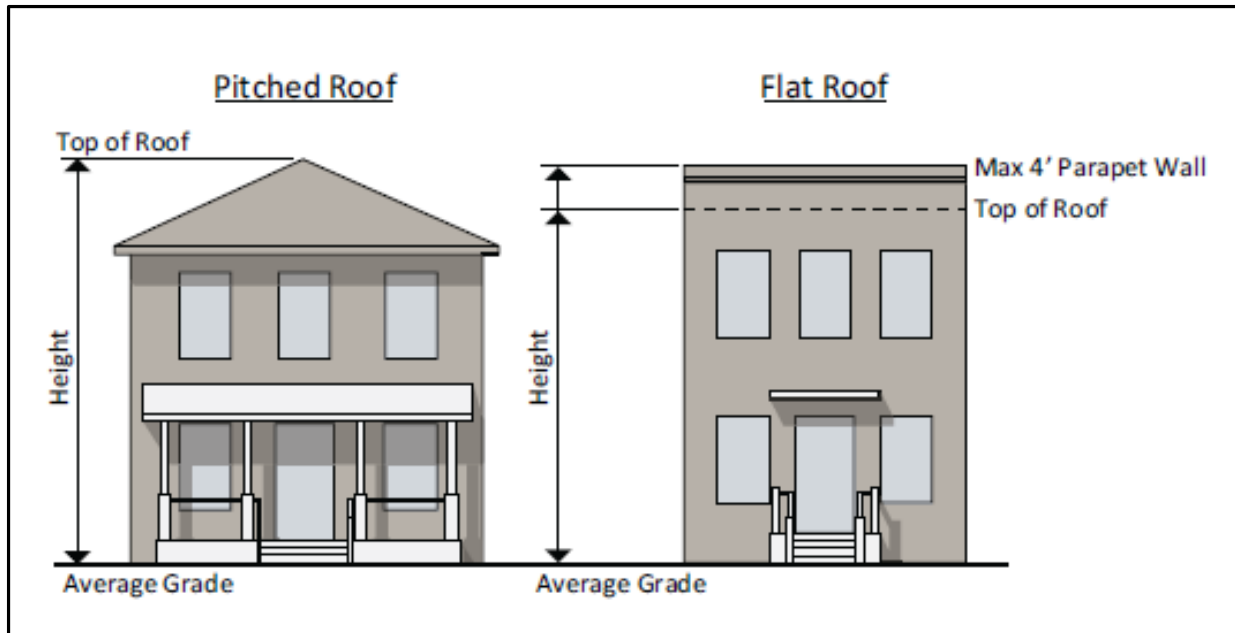 Pitched Roof
Flat Roof
Top of Roof
Max 4’ Parapet Wall
Top of Roof
Height
Height
Average Grade
Average Grade